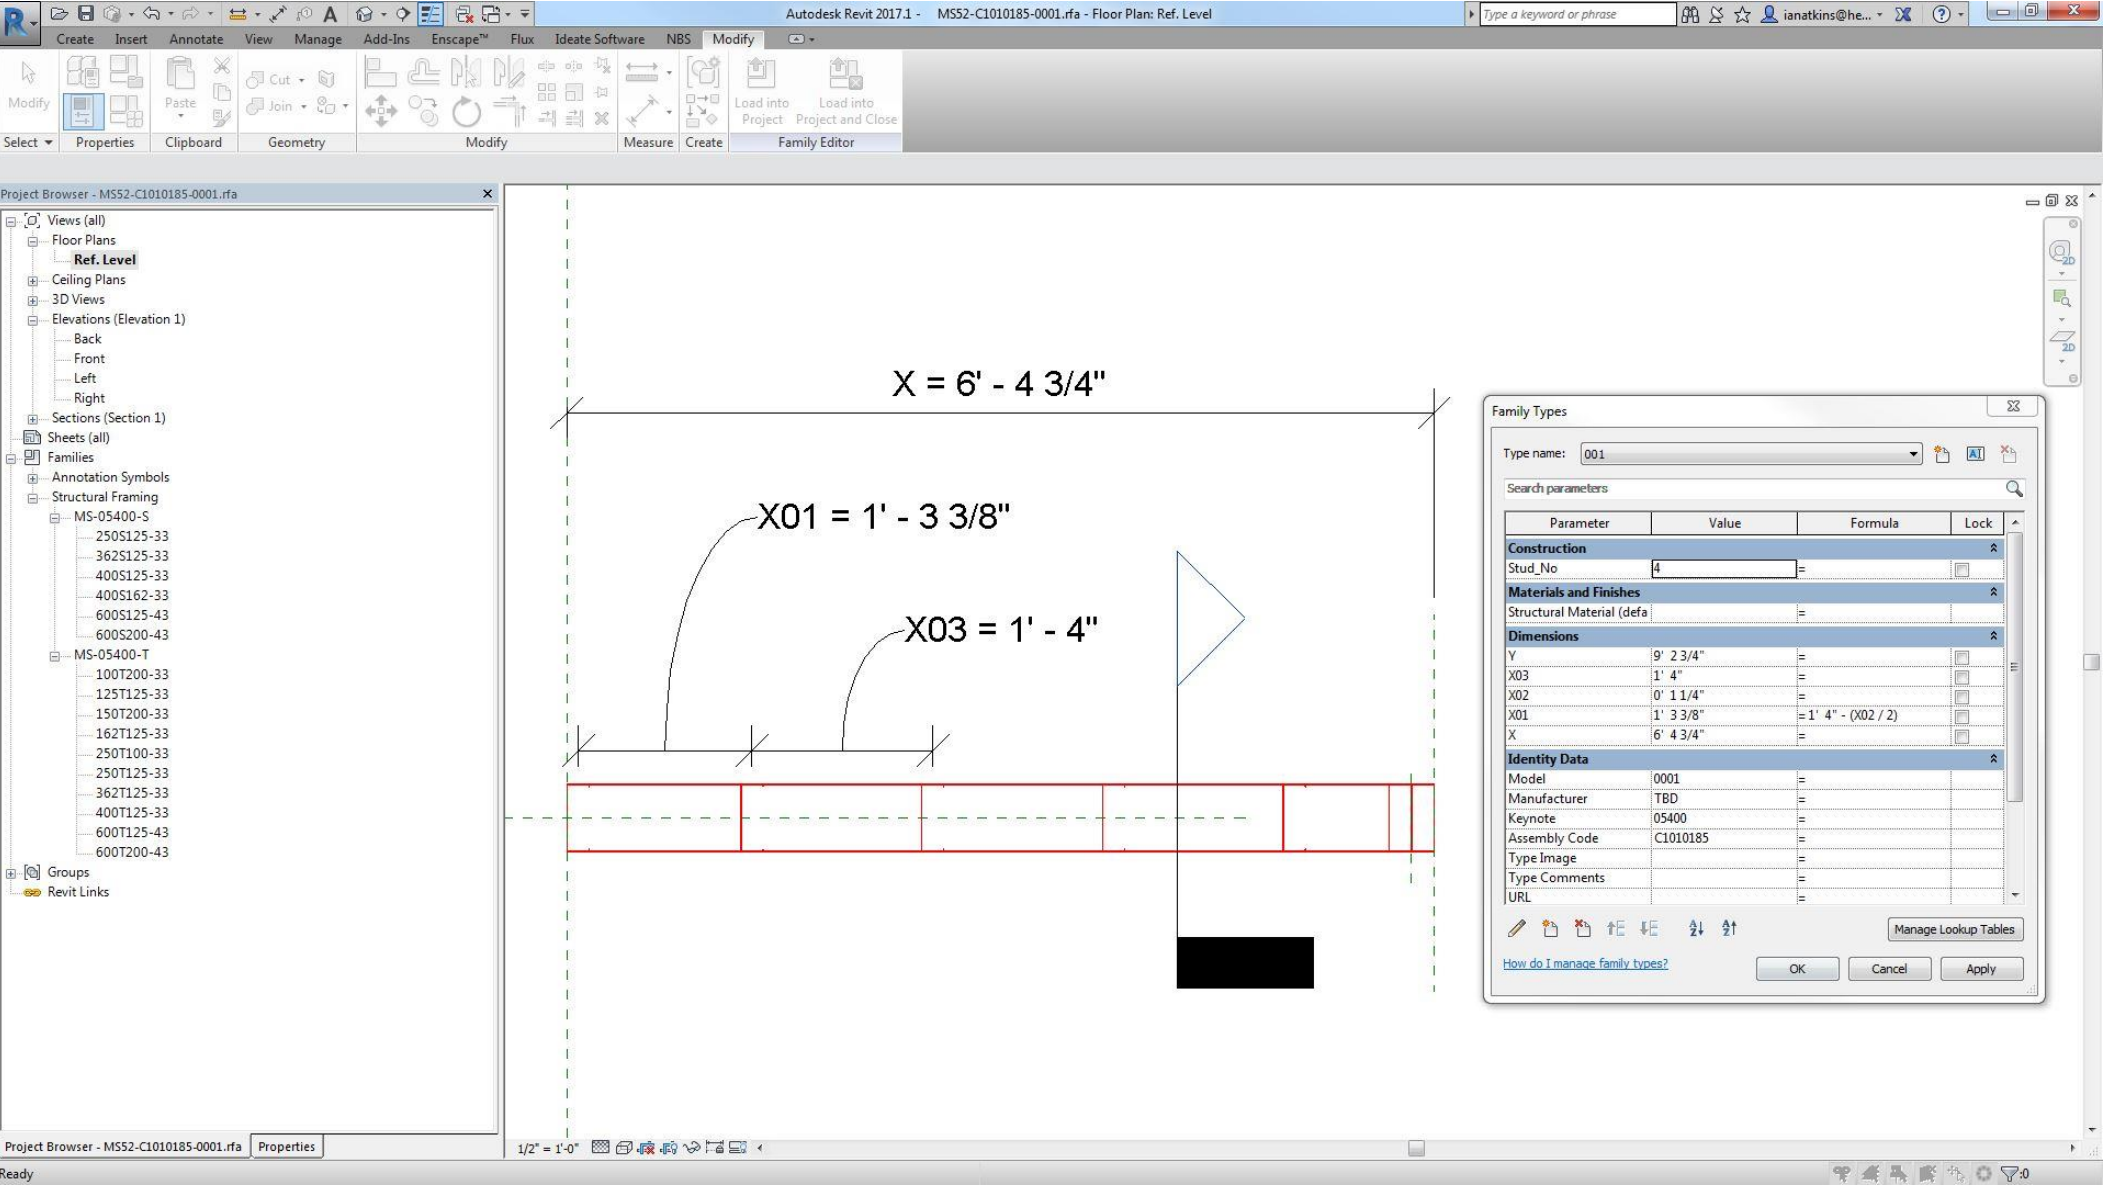 Autodesk Revit 2017.1 - MS52-C1010185-0001.rfa - Floor Plan: Ref. Level
Type a keyword or phrase
ianatkins@he...
Create Insert Annotate View Manage Add-Ins Enscape™ Flux Ideate Software NBS Modify
Modify
Paste
Cut
Join
Load into Project
Load into Project and Close
Select Properties Clipboard Geometry Modify Measure Create Family Editor
Project Browser - MS52-C1010185-0001.rfa
Views (all)
Floor Plans
Ref. Level
Ceiling Plans
3D Views
Elevations (Elevation 1)
Back
Front
Left
Right
Sections (Section 1)
Sheets (all)
Families
Annotation Symbols
Structural Framing
MS-05400-S
250S125-33
362S125-33
400S125-33
400S162-33
600S125-43
600S200-43
MS-05400-T
100T200-33
125T125-33
150T200-33
162T125-33
250T100-33
250T125-33
362T125-33
400T125-33
600T125-43
600T200-43
Groups
Revit Links
Project Browser - MS52-C1010185-0001.rfa Properties
Ready
X = 6' - 4 3/4"
X01 = 1' - 3 3/8"
X03 = 1' - 4"
2D
2D
1/2" = 1'-0"
Family Types
Type name: 001
Search parameters
Parameter Value Formula Lock
Construction
Stud_No 4 =
Materials and Finishes
Structural Material (defa =
Dimensions
Y 9' 2 3/4" =
X03 1' 4" =
X02 0' 1 1/4" =
X01 1' 3 3/8" = 1' 4" - (X02 / 2)
X 6' 4 3/4" =
Identity Data
Model 0001 =
Manufacturer TBD =
Keynote 05400 =
Assembly Code C1010185 =
Type Image =
Type Comments =
URL =
Manage Lookup Tables
How do I manage family types?
OK Cancel Apply
:0